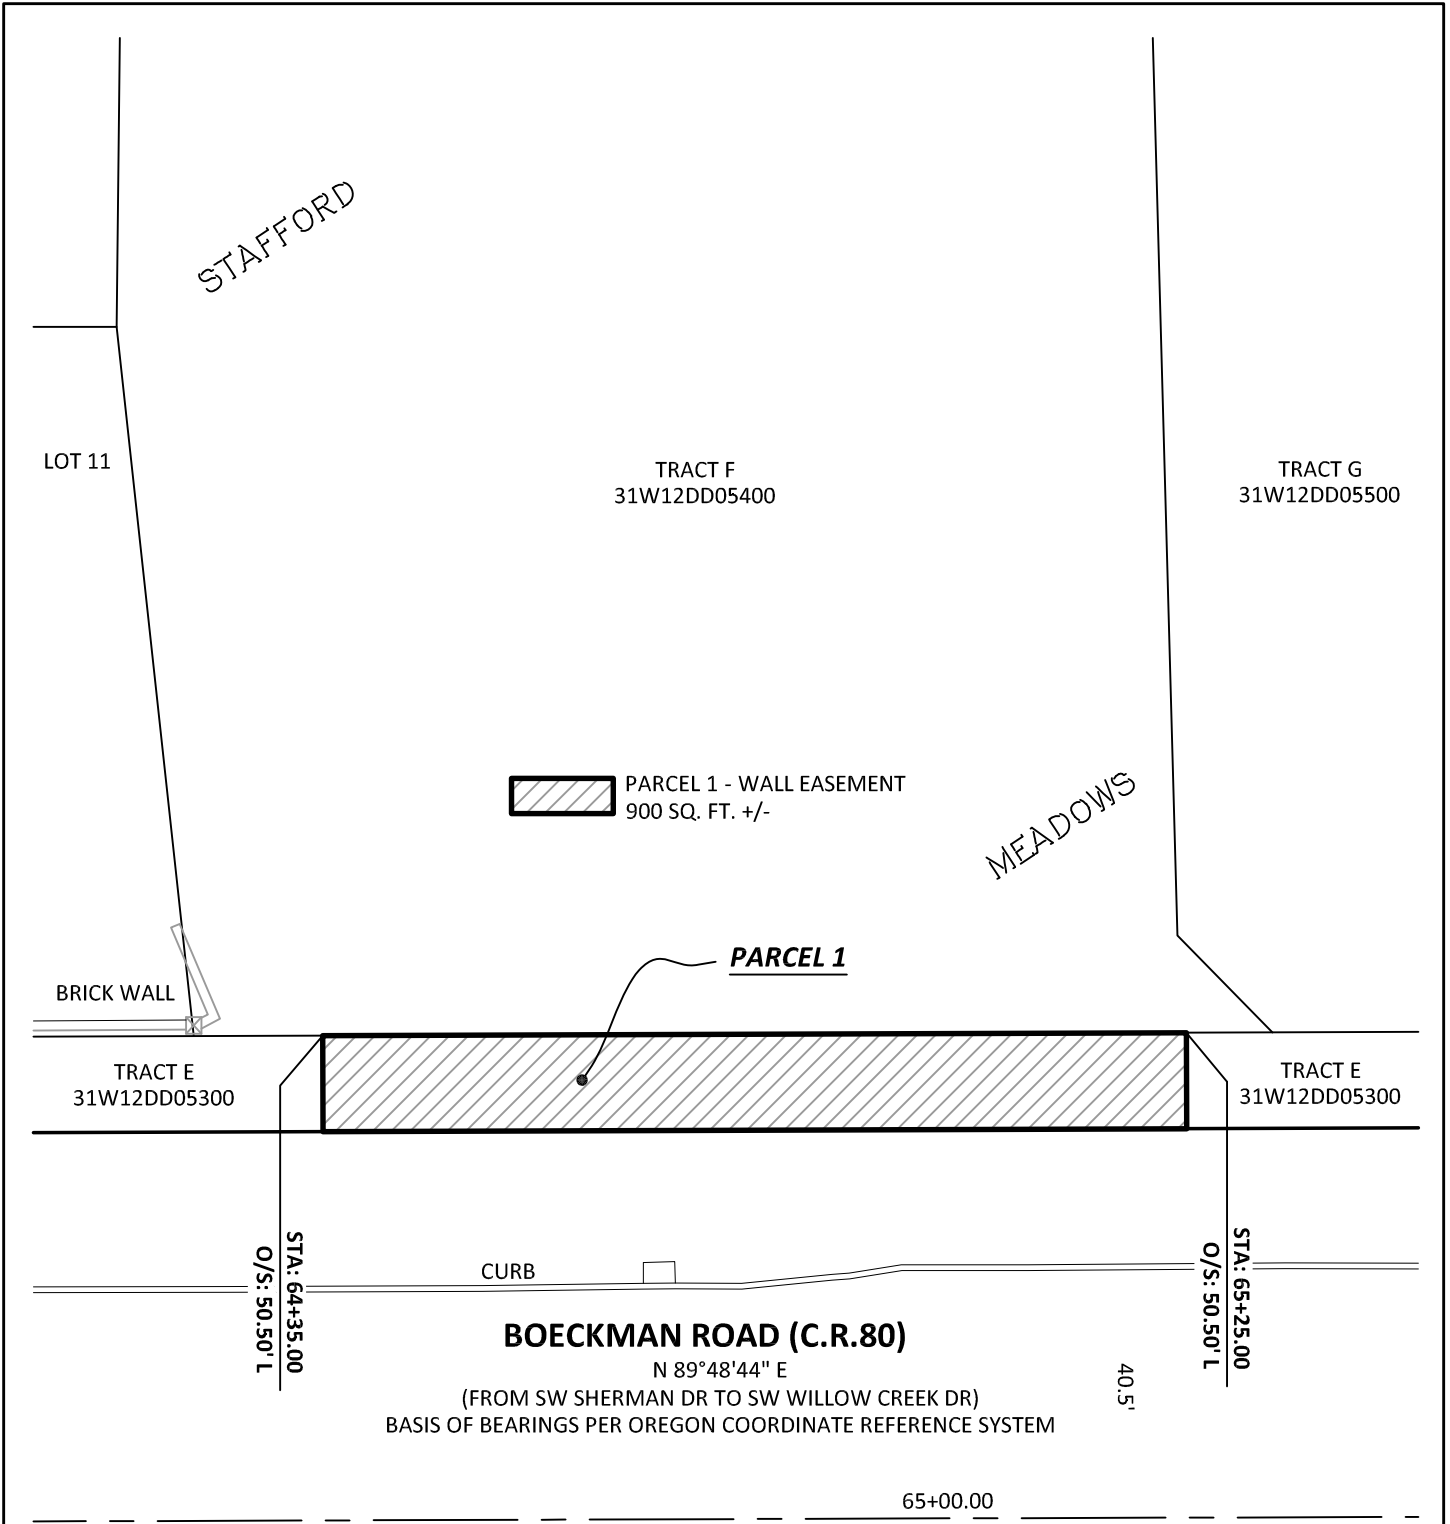 STAFFORD
LOT 11
TRACT F
31W12DD05400
TRACT G
31W12DD05500
PARCEL 1 - WALL EASEMENT
900 SQ. FT. +/-
MEADOWS
PARCEL 1
BRICK WALL
TRACT E
31W12DD05300
TRACT E
31W12DD05300
STA: 64+35.00
O/S: 50.50' L
STA: 65+25.00
O/S: 50.50' L
CURB
BOECKMAN ROAD (C.R.80)
N 89°48'44" E
(FROM SW SHERMAN DR TO SW WILLOW CREEK DR)
BASIS OF BEARINGS PER OREGON COORDINATE REFERENCE SYSTEM
40.5'
65+00.00